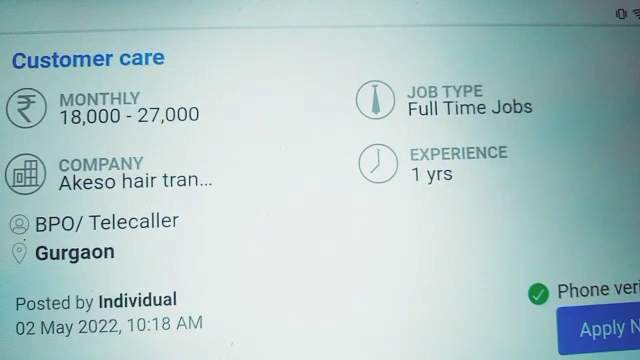 Customer care
MONTHLY
18,000 - 27,000
JOB TYPE
Full Time Jobs
COMPANY
Akeso hair tran...
EXPERIENCE
1 yrs
BPO/ Telecaller
Gurgaon
Posted by Individual
02 May 2022, 10:18 AM
Phone veri
Apply N